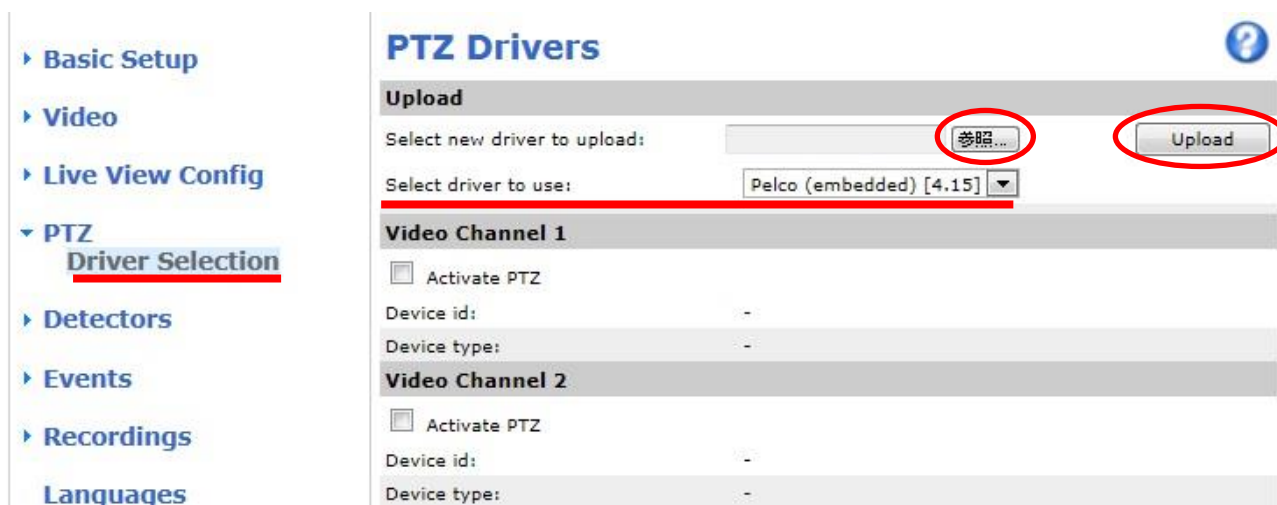 Basic Setup
Video
Live View Config
PTZ
Driver Selection
Detectors
Events
Recordings
Languages
PTZ Drivers
Upload
Select new driver to upload: 参照... Upload
Select driver to use: Pelco (embedded) [4.15]
Video Channel 1
Activate PTZ
Device id: -
Device type: -
Video Channel 2
Activate PTZ
Device id: -
Device type: -